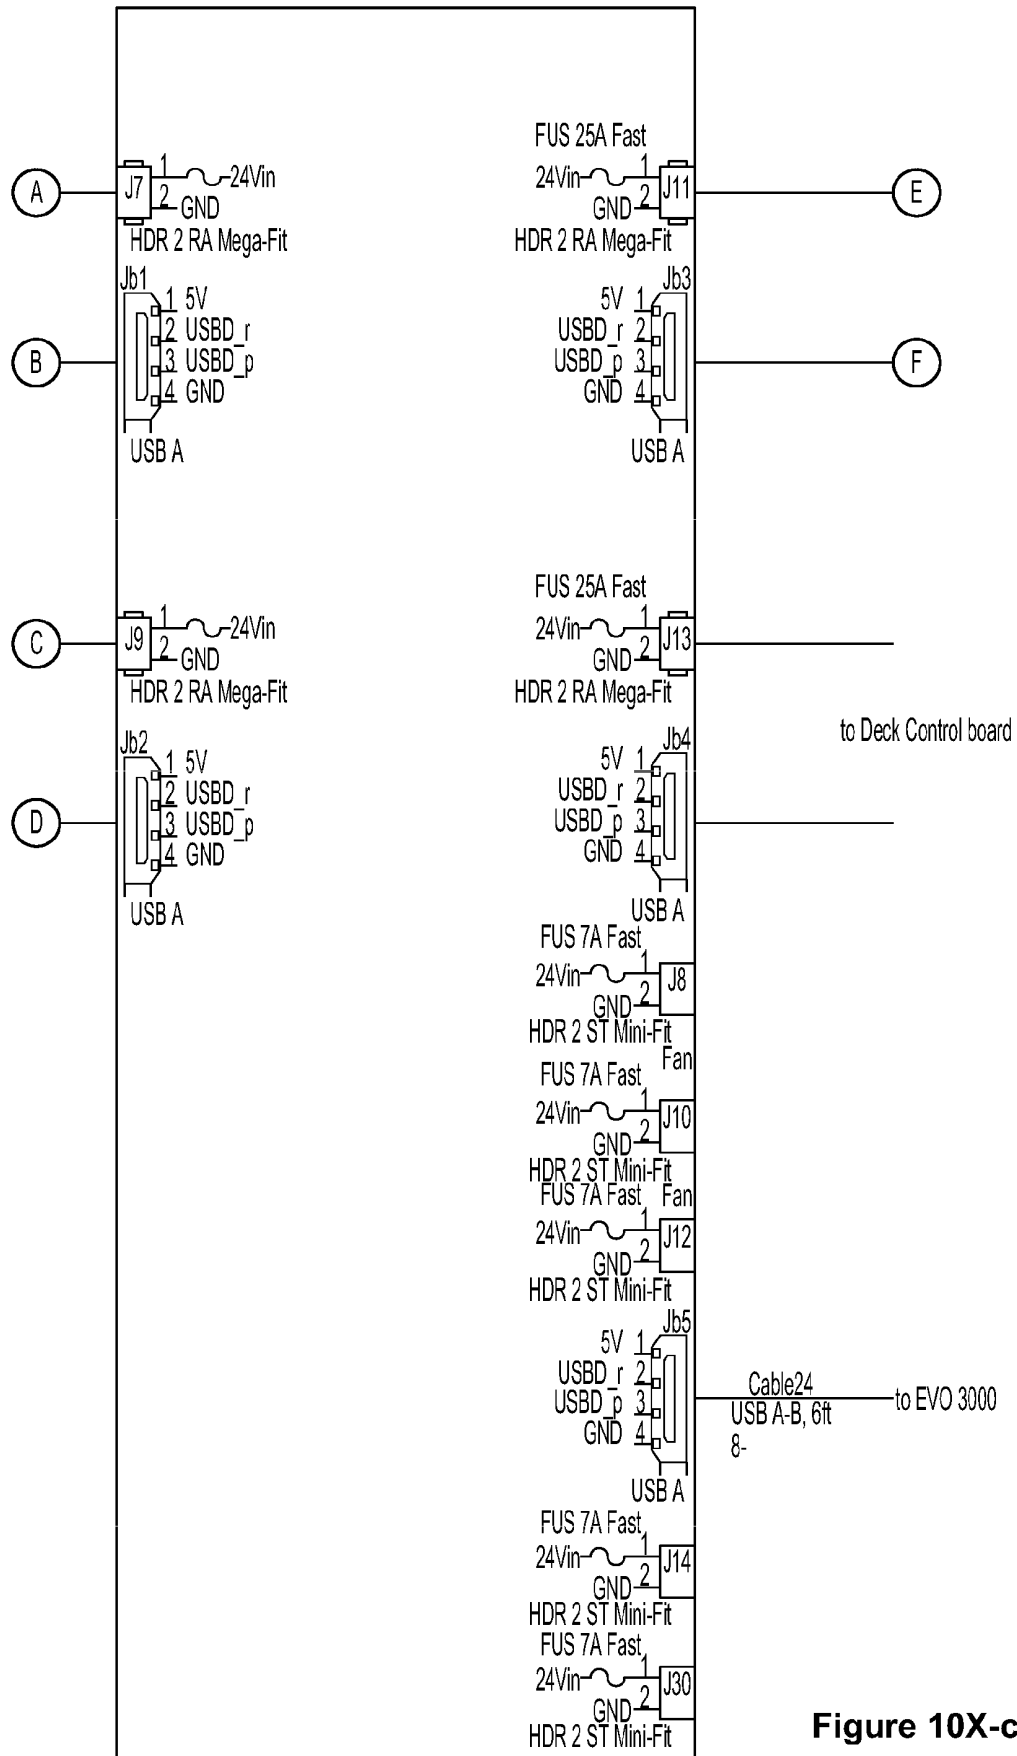 FUS 25A Fast
A
J7
1
24Vin
2
GND
HDR 2 RA Mega-Fit
24Vin
1
GND
2
J11
HDR 2 RA Mega-Fit
E
Jb1
1 5V
2 USBD_r
3 USBD_p
4 GND
USB A
B
Jb3
5V 1
USBD_r 2
USBD_p 3
GND 4
USB A
F
C
J9
1
24Vin
2
GND
HDR 2 RA Mega-Fit
FUS 25A Fast
24Vin
1
GND
2
J13
HDR 2 RA Mega-Fit
to Deck Control board
Jb2
1 5V
2 USBD_r
3 USBD_p
4 GND
USB A
D
Jb4
5V 1
USBD_r 2
USBD_p 3
GND 4
USB A
FUS 7A Fast
24Vin
1
GND
2
J8
HDR 2 ST Mini-Fit
Fan
FUS 7A Fast
24Vin
1
GND
2
J10
HDR 2 ST Mini-Fit
Fan
FUS 7A Fast
24Vin
1
GND
2
J12
HDR 2 ST Mini-Fit
Jb5
5V 1
USBD_r 2
USBD_p 3
GND 4
USB A
Cable24
USB A-B, 6ft
8-
to EVO 3000
FUS 7A Fast
24Vin
1
GND
2
J14
HDR 2 ST Mini-Fit
FUS 7A Fast
24Vin
1
GND
2
J30
HDR 2 ST Mini-Fit
Figure 10X-c